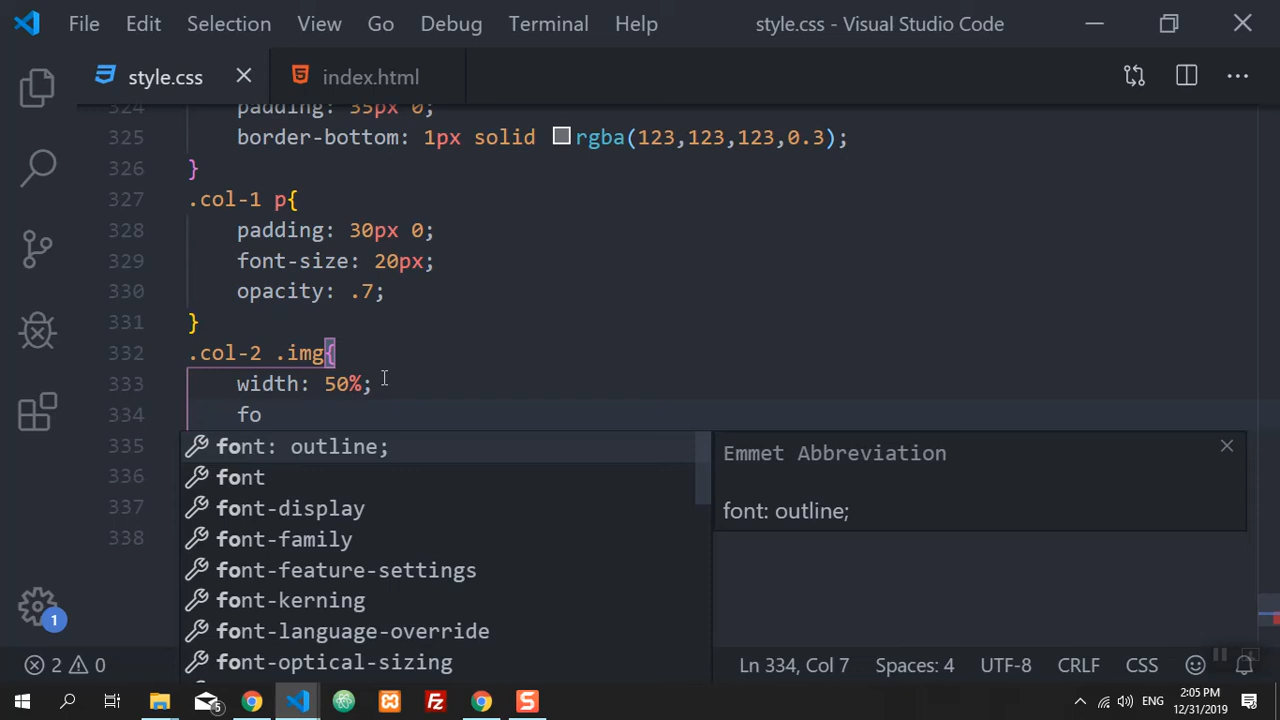 File Edit Selection View Go Debug Terminal Help style.css - Visual Studio Code
style.css index.html
324 padding: 35px 0;
325 border-bottom: 1px solid rgba(123,123,123,0.3);
326 }
327 .col-1 p{
328 padding: 30px 0;
329 font-size: 20px;
330 opacity: .7;
331 }
332 .col-2 .img{
333 width: 50%;
334 fo
335 font: outline; Emmet Abbreviation
336 font
337 font-display font: outline;
338 font-family
font-feature-settings
font-kerning
font-language-override
font-optical-sizing
1
2 0 Ln 334, Col 7 Spaces: 4 UTF-8 CRLF CSS
5 ENG 2:05 PM
12/31/2019